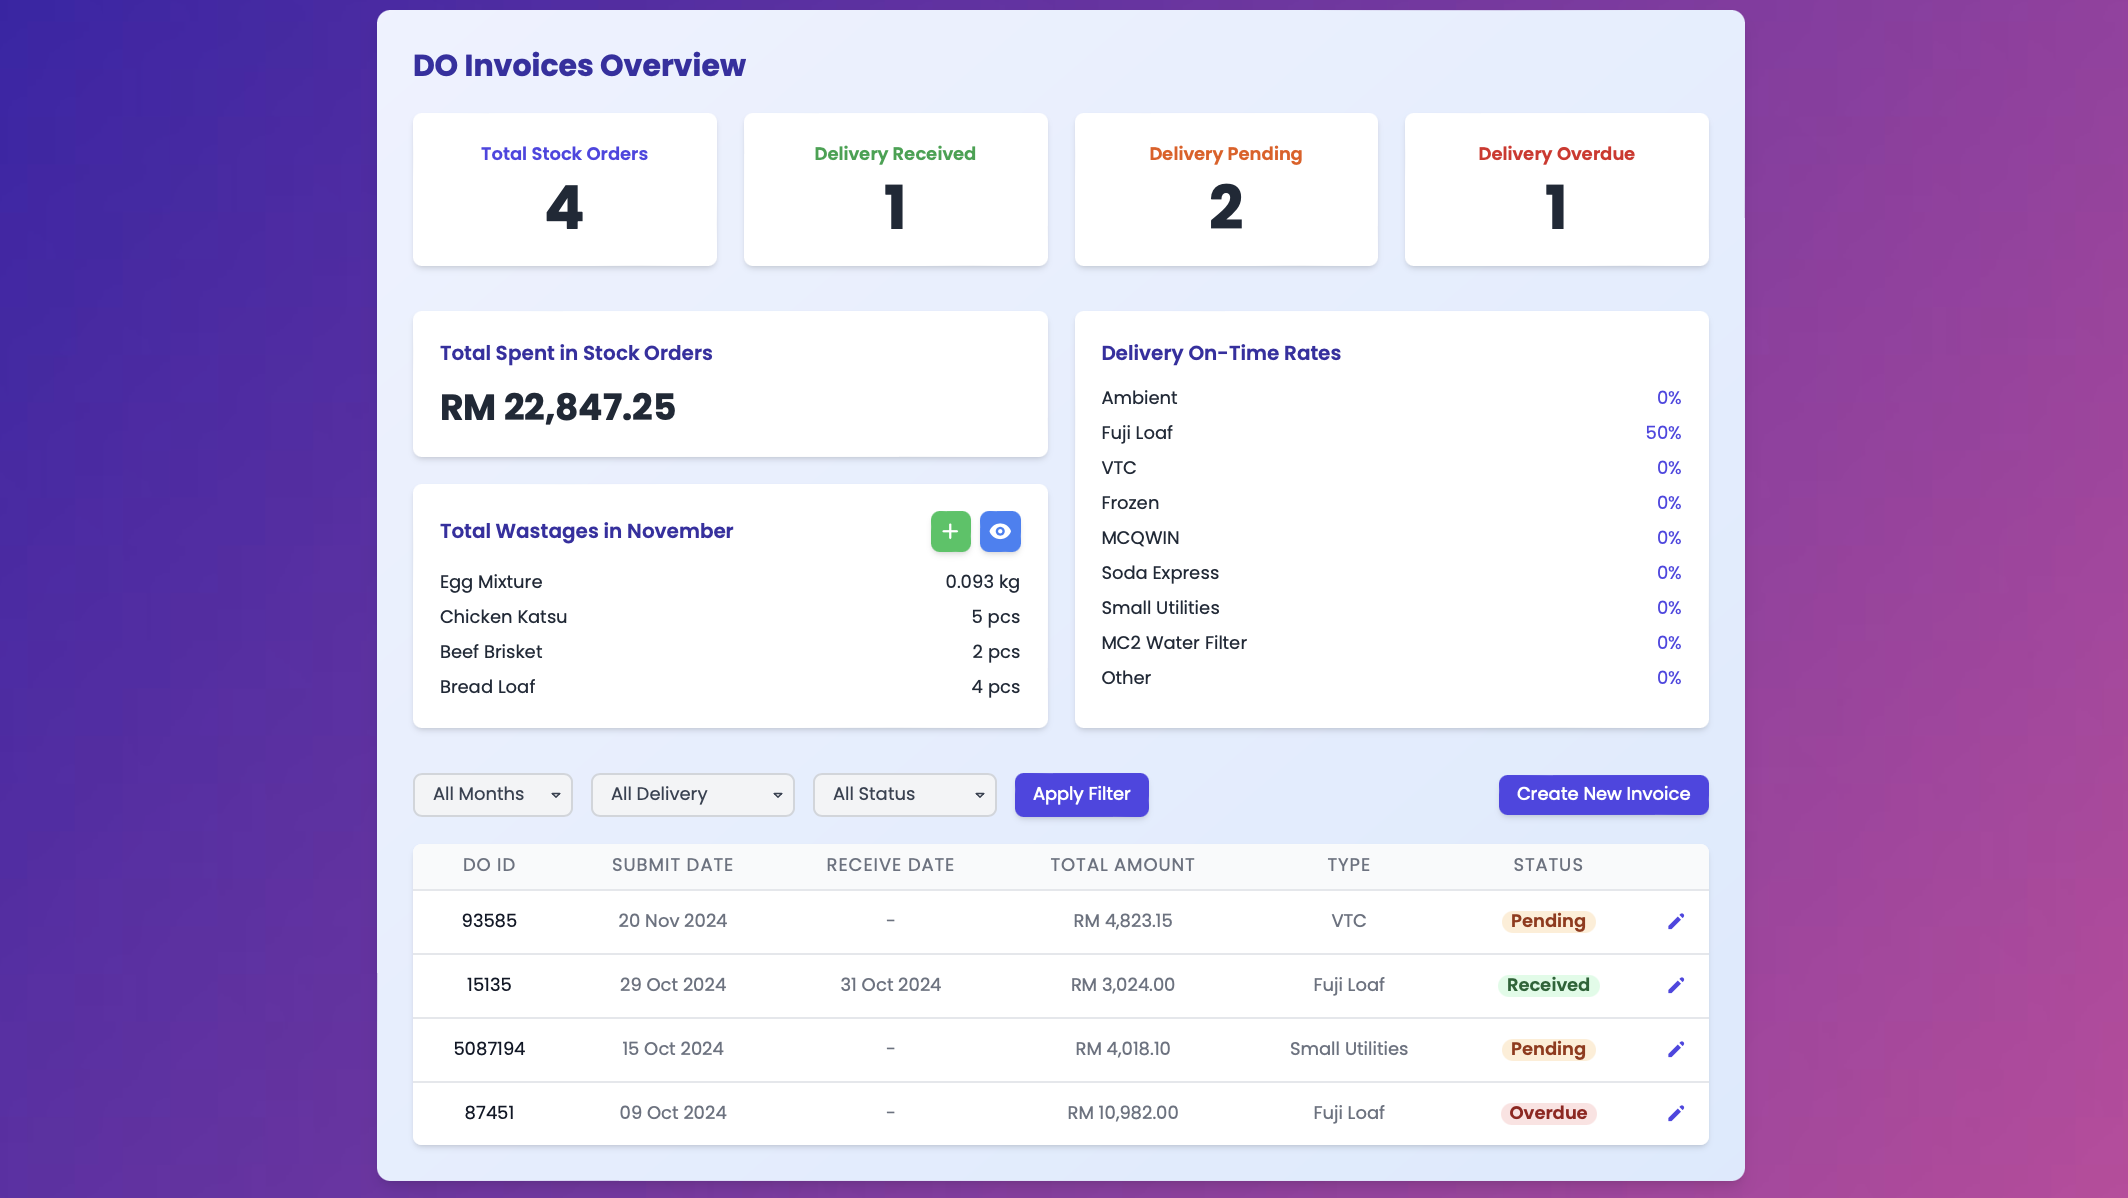 DO Invoices Overview
Total Stock Orders
4
Delivery Received
1
Delivery Pending
2
Delivery Overdue
1
Total Spent in Stock Orders
RM 22,847.25
Total Wastages in November
Egg Mixture 0.093 kg
Chicken Katsu 5 pcs
Beef Brisket 2 pcs
Bread Loaf 4 pcs
Delivery On-Time Rates
Ambient 0%
Fuji Loaf 50%
VTC 0%
Frozen 0%
MCQWIN 0%
Soda Express 0%
Small Utilities 0%
MC2 Water Filter 0%
Other 0%
All Months All Delivery All Status Apply Filter Create New Invoice
DO ID SUBMIT DATE RECEIVE DATE TOTAL AMOUNT TYPE STATUS
93585 20 Nov 2024 - RM 4,823.15 VTC Pending
15135 29 Oct 2024 31 Oct 2024 RM 3,024.00 Fuji Loaf Received
5087194 15 Oct 2024 - RM 4,018.10 Small Utilities Pending
87451 09 Oct 2024 - RM 10,982.00 Fuji Loaf Overdue